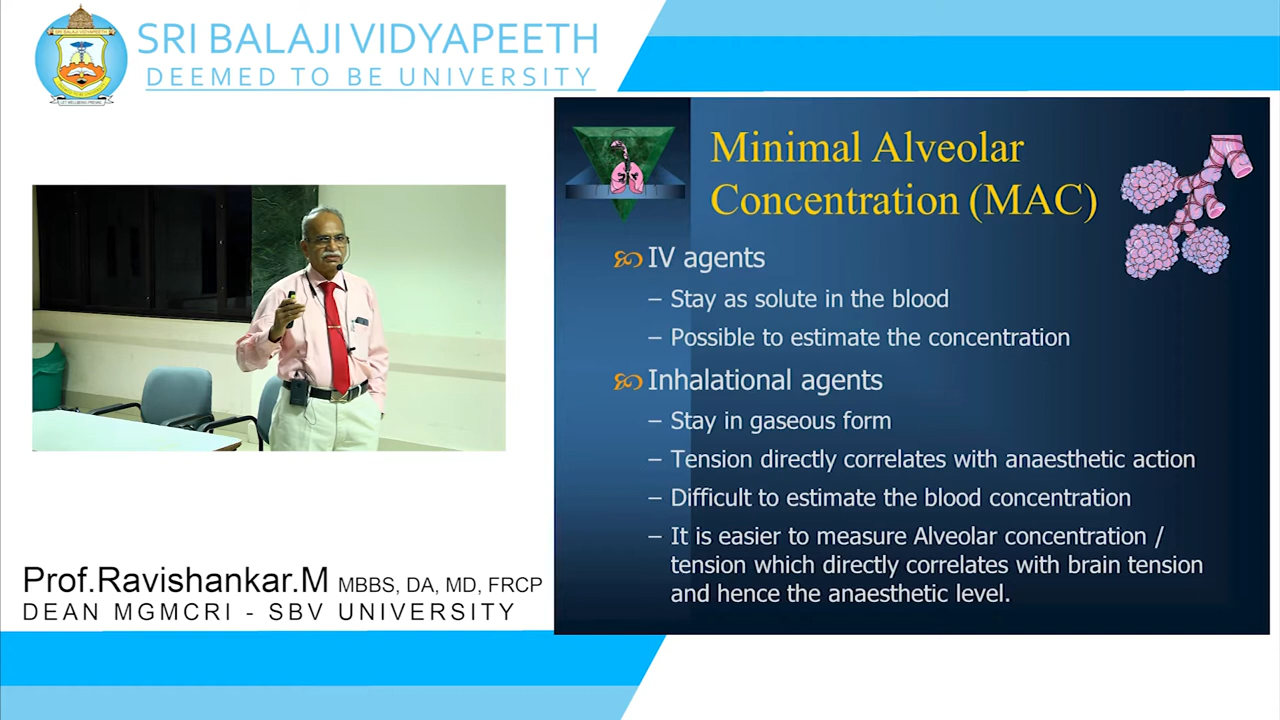 SRI BALAJI VIDYAPEETH
DEEMED TO BE UNIVERSITY
Minimal Alveolar
Concentration (MAC)
IV agents
– Stay as solute in the blood
– Possible to estimate the concentration
Inhalational agents
– Stay in gaseous form
– Tension directly correlates with anaesthetic action
– Difficult to estimate the blood concentration
– It is easier to measure Alveolar concentration /
tension which directly correlates with brain tension
and hence the anaesthetic level.
Prof.Ravishankar.M MBBS, DA, MD, FRCP
DEAN MGMCRI - SBV UNIVERSITY